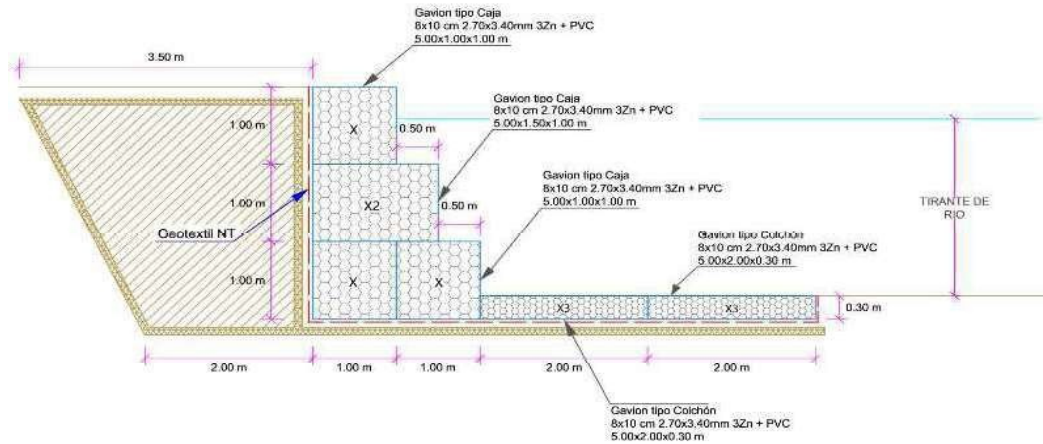 Gavion tipo Caja
8x10 cm 2.70x3.40mm 3Zn + PVC
5.00x1.00x1.00 m
3.50 m
Gavion tipo Caja
8x10 cm 2.70x3.40mm 3Zn + PVC
5.00x1.50x1.00 m
1.00 m
X
0.50 m
Gavion tipo Caja
8x10 cm 2.70x3.40mm 3Zn + PVC
5.00x1.00x1.00 m
1.00 m
X2
0.50 m
TIRANTE DE
RIO
Geotextil NT
Gavion tipo Colchón
8x10 cm 2.70x3.40mm 3Zn + PVC
5.00x2.00x0.30 m
1.00 m
X
X
X3
X3
0.30 m
2.00 m
1.00 m
1.00 m
2.00 m
2.00 m
Gavion tipo Colchón
8x10 cm 2.70x3.40mm 3Zn + PVC
5.00x2.00x0.30 m